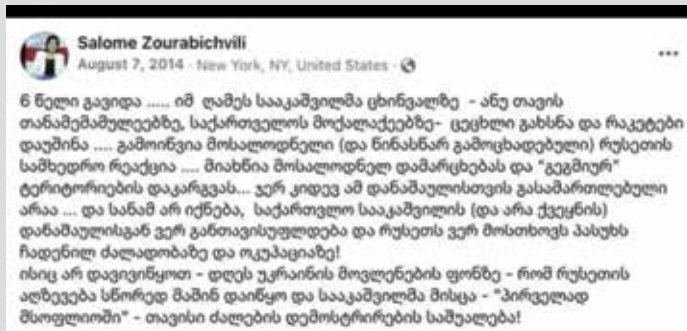 Salome Zourabichvili
August 7, 2014 · New York, NY, United States ·
6 წელი გავიდა ..... იმ ღამეს სააკაშვილმა ცხინვალზე - ანუ თავის
თანამემამულეებზე, საქართველოს მოქალაქეებზე- ცეცხლი გახსნა და რაკეტები
დაუშინა .... გამოიწვია მოსალოდნელი (და წინასწარ გამოცხადებული) რუსეთის
სამხედრო რეაქცია .... მიახწია მოსალოდნელ დამარცხებას და "გეგმიურ"
ტერიტორიების დაკარგვას... ჯერ კიდევ ამ დანაშაულისთვის გასამართლებული
არაა ... და სანამ არ იქნება, საქართვლო სააკაშვილის (და არა ქვეყნის)
დანაშაულისგან ვერ განთავისუფლდება და რუსეთს ვერ მოსთხოვს პასუხს
ჩადენილ ძალადობაზე და ოკუპაციაზე!
ისიც არ დავივიწყოთ - დღეს უკრაინის მოვლენების ფონზე - რომ რუსეთის
აღზევება სწორედ მაშინ დაიწყო და სააკაშვილმა მისცა - "პირველად
მსოფლიოში" - თავისი ძალების დემოსტრირების საშუალება!